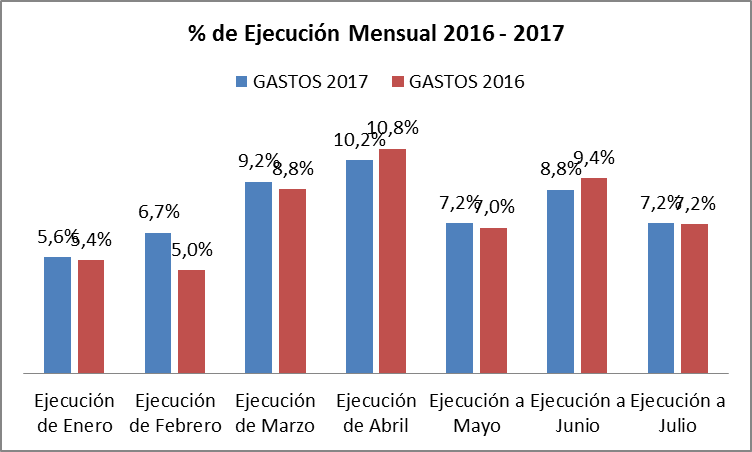 % de Ejecución Mensual 2016 - 2017
GASTOS 2017 GASTOS 2016
5,6% 5,4% 6,7% 5,0% 9,2% 8,8% 10,2% 10,8% 7,2% 7,0% 8,8% 9,4% 7,2% 7,2%
Ejecución Ejecución Ejecución Ejecución Ejecución a Ejecución a Ejecución a
de Enero de Febrero de Marzo de Abril Mayo Junio Julio